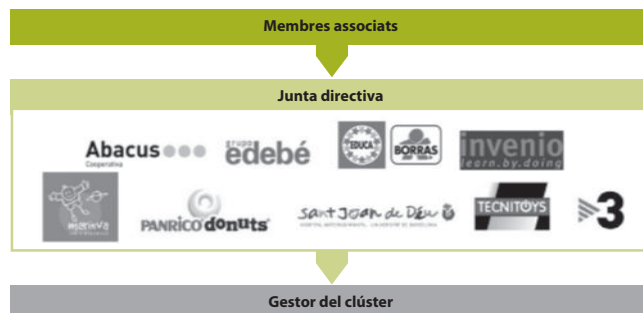 Membres associats
Junta directiva
Abacus
Cooperativa
grupo
edebé
EDUCA
BORRAS
invenio
learn.by.doing
marinva
PANRICO donuts
Sant Joan de Déu
TECNITOYS
3
Gestor del clúster